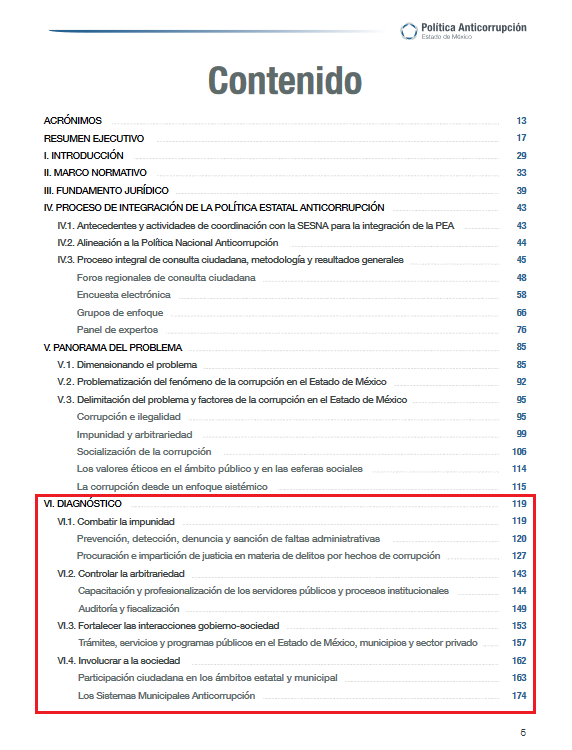 Política Anticorrupción
Estado de México
Contenido
ACRÓNIMOS 13
RESUMEN EJECUTIVO 17
I. INTRODUCCIÓN 29
II. MARCO NORMATIVO 33
III. FUNDAMENTO JURÍDICO 39
IV. PROCESO DE INTEGRACIÓN DE LA POLÍTICA ESTATAL ANTICORRUPCIÓN 43
IV.1. Antecedentes y actividades de coordinación con la SESNA para la integración de la PEA 43
IV.2. Alineación a la Política Nacional Anticorrupción 44
IV.3. Proceso integral de consulta ciudadana, metodología y resultados generales 45
Foros regionales de consulta ciudadana 48
Encuesta electrónica 58
Grupos de enfoque 66
Panel de expertos 76
V. PANORAMA DEL PROBLEMA 85
V.1. Dimensionando el problema 85
V.2. Problematización del fenómeno de la corrupción en el Estado de México 92
V.3. Delimitación del problema y factores de la corrupción en el Estado de México 95
Corrupción e ilegalidad 95
Impunidad y arbitrariedad 99
Socialización de la corrupción 106
Los valores éticos en el ámbito público y en las esferas sociales 114
La corrupción desde un enfoque sistémico 115
VI. DIAGNÓSTICO 119
VI.1. Combatir la impunidad 119
Prevención, detección, denuncia y sanción de faltas administrativas 120
Procuración e impartición de justicia en materia de delitos por hechos de corrupción 127
VI.2. Controlar la arbitrariedad 143
Capacitación y profesionalización de los servidores públicos y procesos institucionales 144
Auditoría y fiscalización 149
VI.3. Fortalecer las interacciones gobierno-sociedad 153
Trámites, servicios y programas públicos en el Estado de México, municipios y sector privado 157
VI.4. Involucrar a la sociedad 162
Participación ciudadana en los ámbitos estatal y municipal 163
Los Sistemas Municipales Anticorrupción 174
5